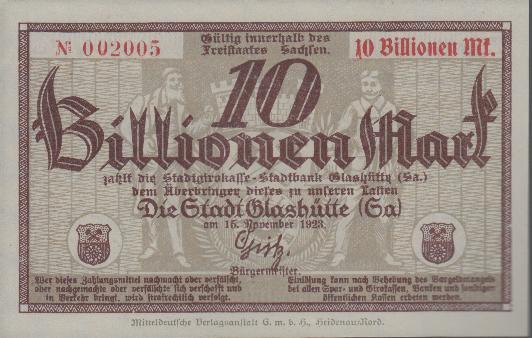 Gültig innerhalb des
Freistaates Sachsen.
№ 002005
10 Billionen Mk.
10
Billionen Mark
zahlt die Stadtgirokasse-Stadtbank Glashütte (Sa.)
dem Überbringer dieses zu unseren Lasten
Die Stadt Glashütte (Sa)
am 15. November 1923.
Bürgermeister.
Wer dieses Zahlungsmittel nachmacht oder verfälscht,
oder nachgemachte oder verfälschte sich verschafft und
in Verkehr bringt, wird strafrechtlich verfolgt.
Einlösung kann nach Behebung des Bargeldmangels
bei allen Spar- und Girokassen, Banken und sonstigen
öffentlichen Kassen erbeten werden.
Mitteldeutsche Verlagsanstalt G. m. b. H., Heidenau-Nord.